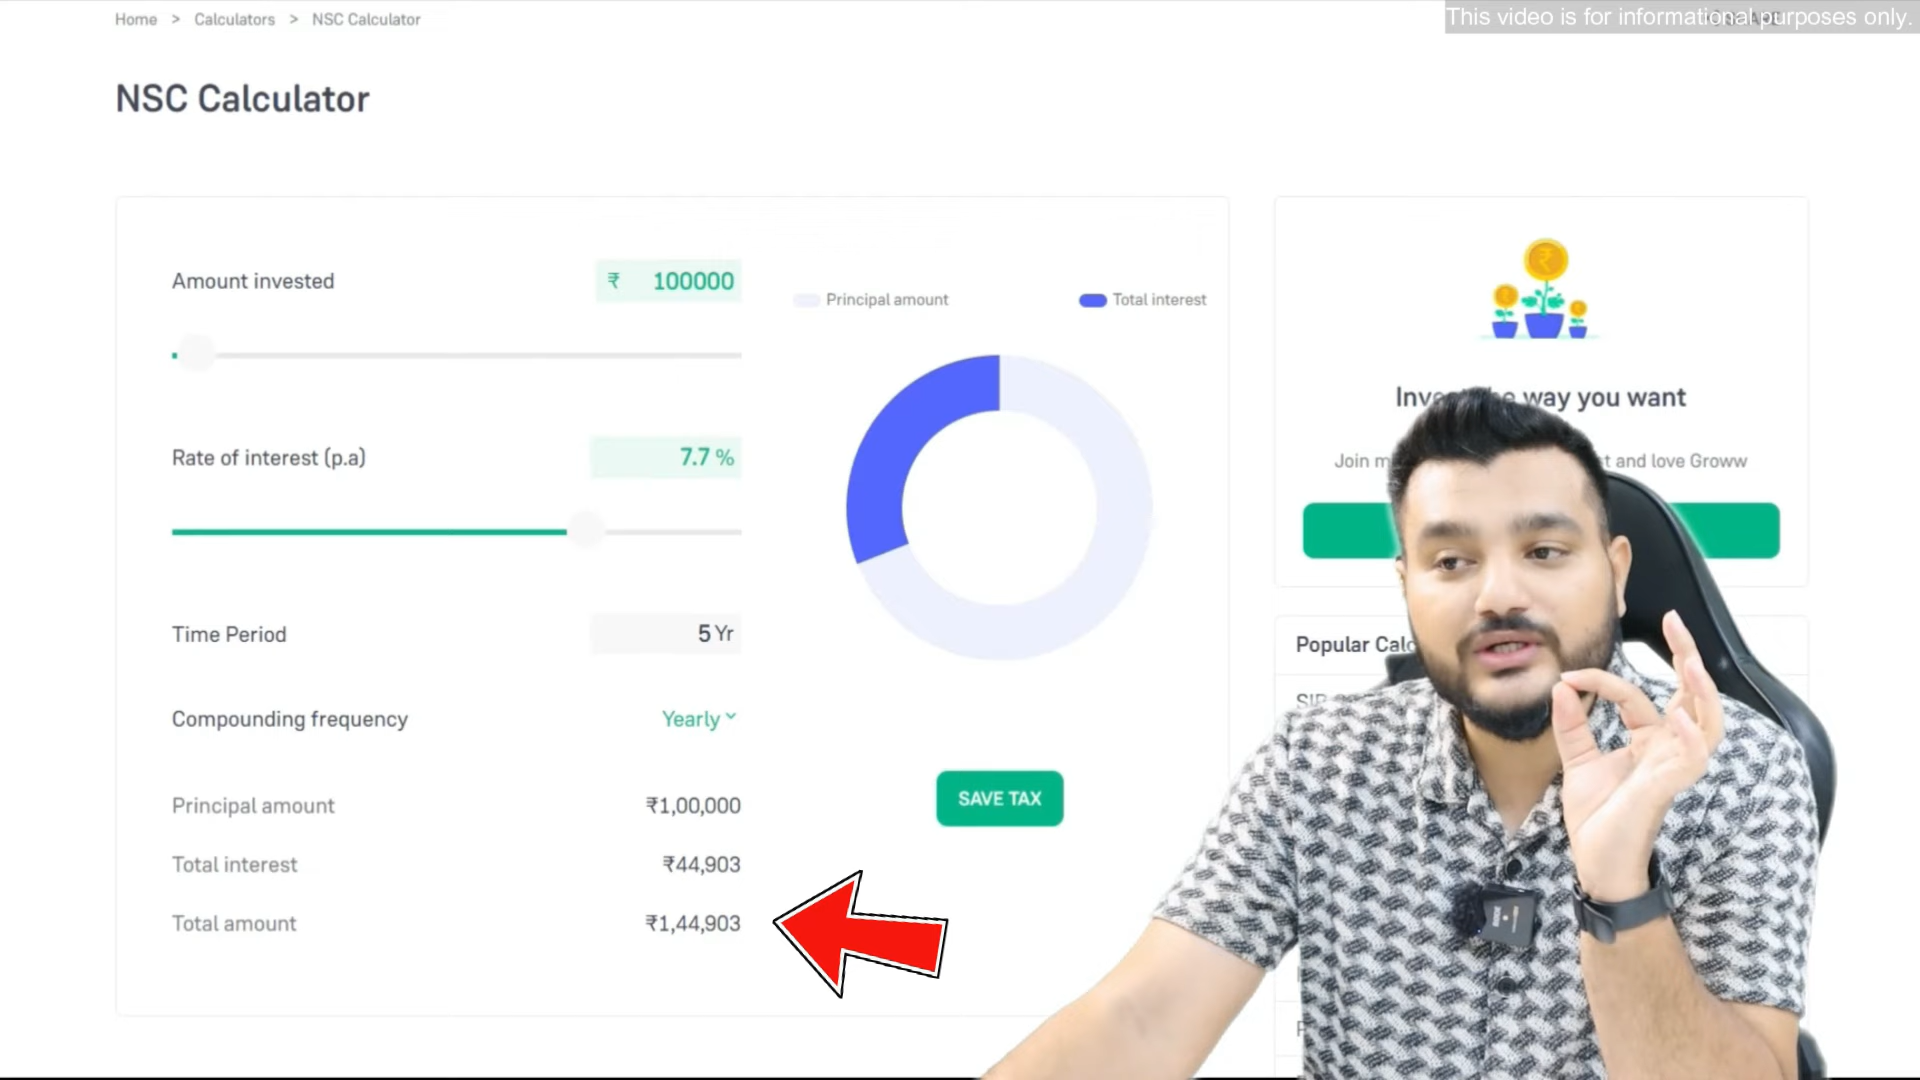 Home > Calculators > NSC Calculator
This video is for informational purposes only.
NSC Calculator
Amount invested
₹ 100000
Principal amount
Total interest
Rate of interest (p.a)
7.7 %
Time Period
5 Yr
Compounding frequency
Yearly
SAVE TAX
Principal amount
₹1,00,000
Total interest
₹44,903
Total amount
₹1,44,903
way you want
Join
and love Groww
Popular